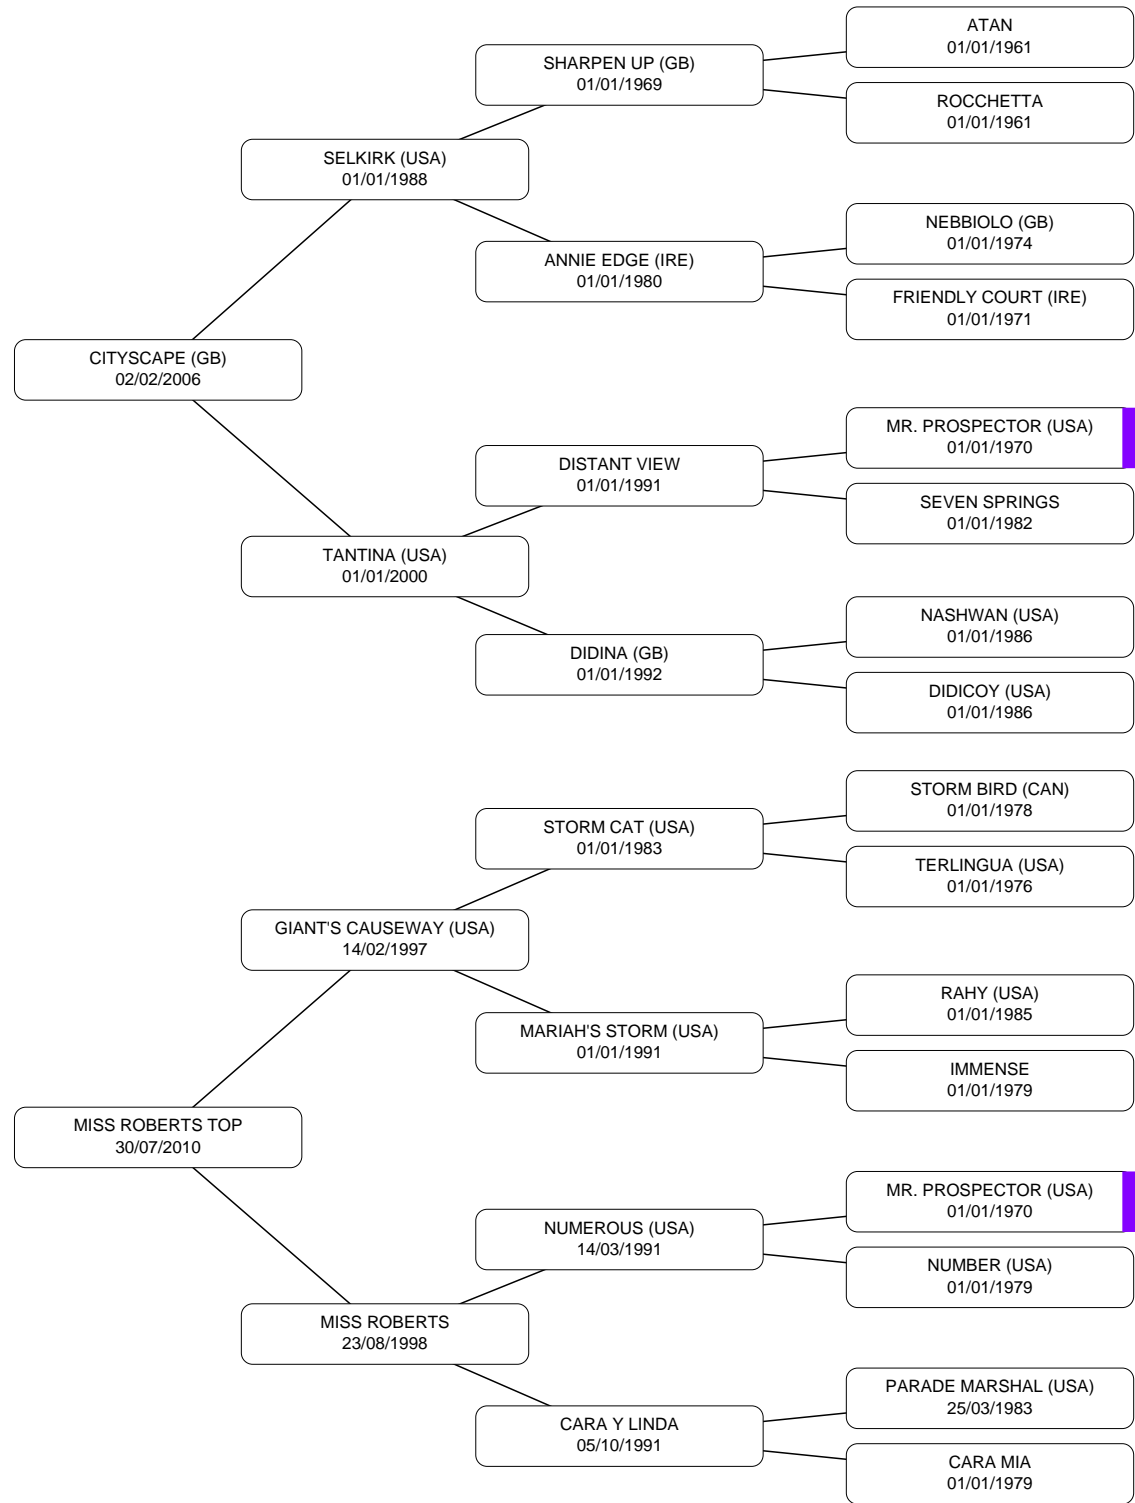 ATAN
01/01/1961
SHARPEN UP (GB)
01/01/1969
ROCCHETTA
01/01/1961
SELKIRK (USA)
01/01/1988
NEBBIOLO (GB)
01/01/1974
ANNIE EDGE (IRE)
01/01/1980
FRIENDLY COURT (IRE)
01/01/1971
CITYSCAPE (GB)
02/02/2006
MR. PROSPECTOR (USA)
01/01/1970
DISTANT VIEW
01/01/1991
SEVEN SPRINGS
01/01/1982
TANTINA (USA)
01/01/2000
NASHWAN (USA)
01/01/1986
DIDINA (GB)
01/01/1992
DIDICOY (USA)
01/01/1986
STORM BIRD (CAN)
01/01/1978
STORM CAT (USA)
01/01/1983
TERLINGUA (USA)
01/01/1976
GIANT'S CAUSEWAY (USA)
14/02/1997
RAHY (USA)
01/01/1985
MARIAH'S STORM (USA)
01/01/1991
IMMENSE
01/01/1979
MISS ROBERTS TOP
30/07/2010
MR. PROSPECTOR (USA)
01/01/1970
NUMEROUS (USA)
14/03/1991
NUMBER (USA)
01/01/1979
MISS ROBERTS
23/08/1998
PARADE MARSHAL (USA)
25/03/1983
CARA Y LINDA
05/10/1991
CARA MIA
01/01/1979